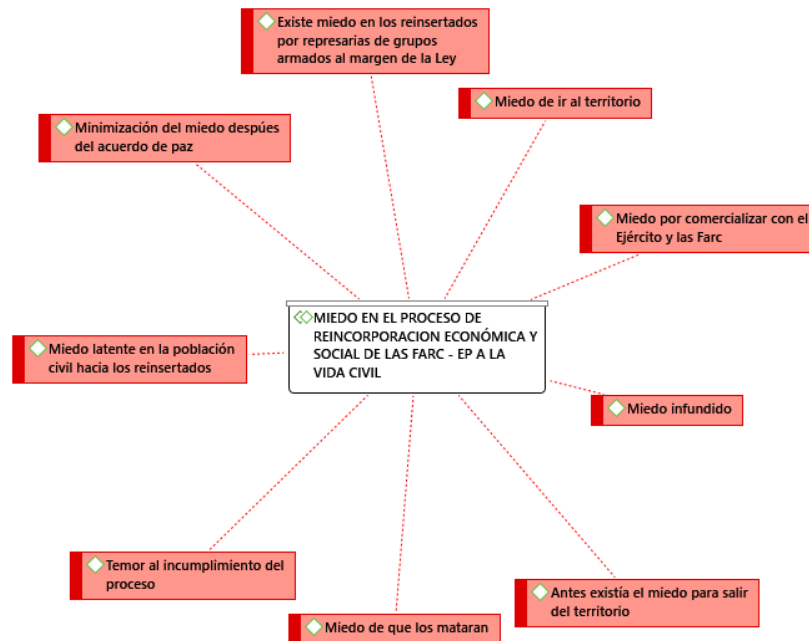 Existe miedo en los reinsertados
por represarias de grupos
armados al margen de la Ley
Miedo de ir al territorio
Minimización del miedo despúes
del acuerdo de paz
Miedo por comercializar con el
Ejército y las Farc
MIEDO EN EL PROCESO DE
REINCORPORACION ECONÓMICA Y
SOCIAL DE LAS FARC - EP A LA
VIDA CIVIL
Miedo latente en la población
civil hacia los reinsertados
Miedo infundido
Temor al incumplimiento del
proceso
Antes existía el miedo para salir
del territorio
Miedo de que los mataran